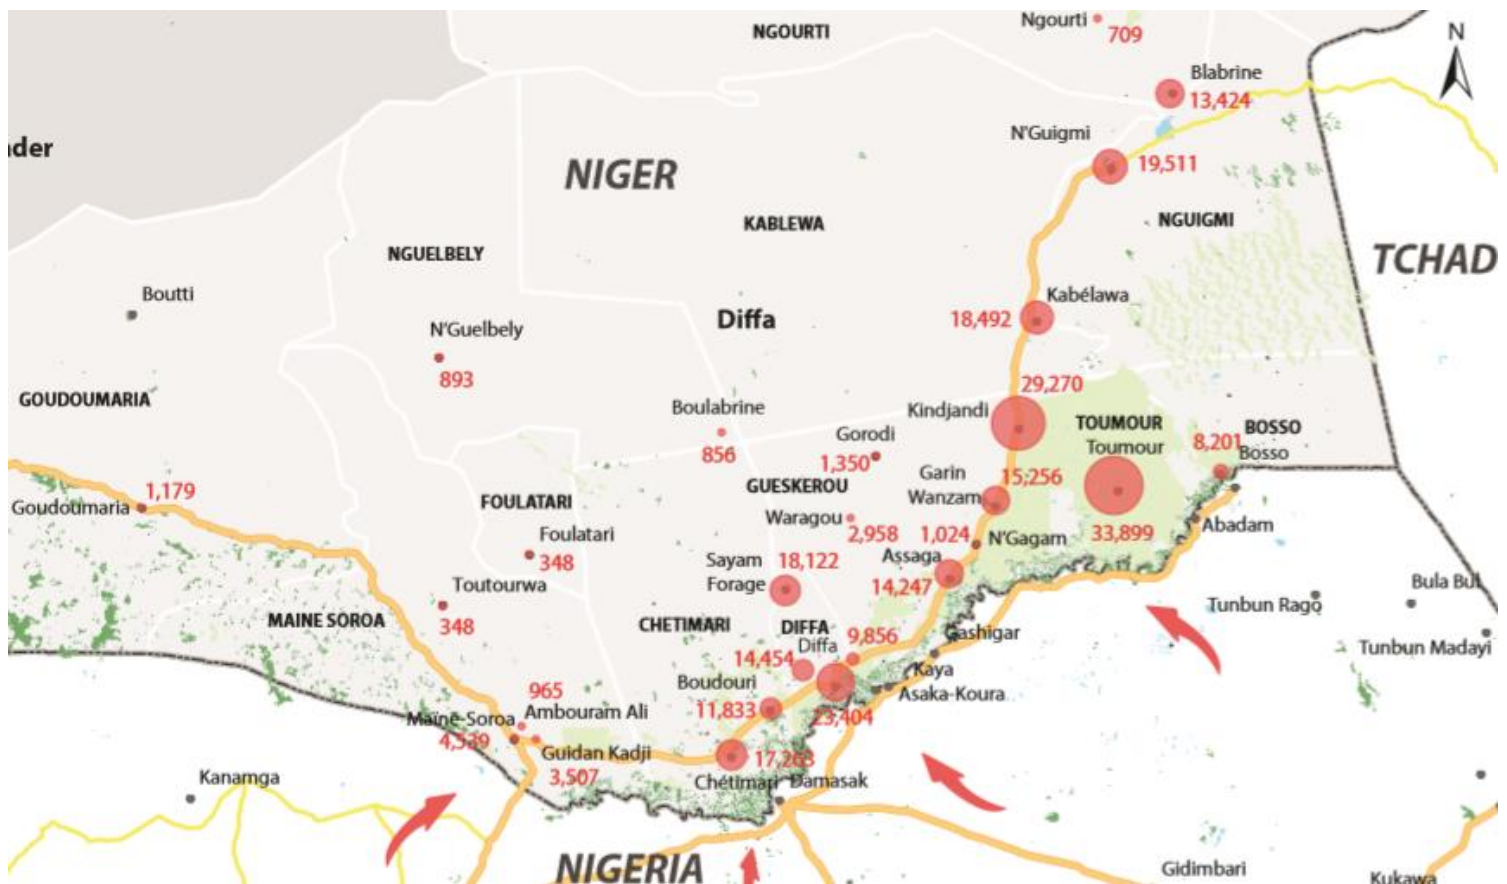 Ngourti
709
NGOURTI
N
Blabrine
13,424
N'Guigmi
19,511
der
NIGER
KABLEWA
NGUIGMI
NGUELBELY
TCHAD
Boutti
Kabélawa
18,492
Diffa
N'Guelbely
893
29,270
GOUDOUMARIA
Boulabrine
856
Kindjandi
TOUMOUR
Toumour
BOSSO
8,201
Bosso
Gorodi
1,350
Garin
Wanzam
15,256
GUESKEROU
1,179
Goudoumaria
FOULATARI
Foulatari
348
Waragou
2,958
1,024
N'Gagam
33,899
Abadam
Sayam
Forage
18,122
Assaga
14,247
Toutourwa
348
Bula Bul
Tunbun Rago
MAINE SOROA
CHETIMARI
DIFFA
Diffa
9,856
Gashigar
Tunbun Madayi
14,454
Kaya
Boudouri
Asaka-Koura
965
Ambouram Ali
11,833
23,404
Maïné-Soroa
4,539
Guidan Kadji
3,507
17,263
Chétimari
Damasak
Kanamga
NIGERIA
Gidimbari
Kukawa